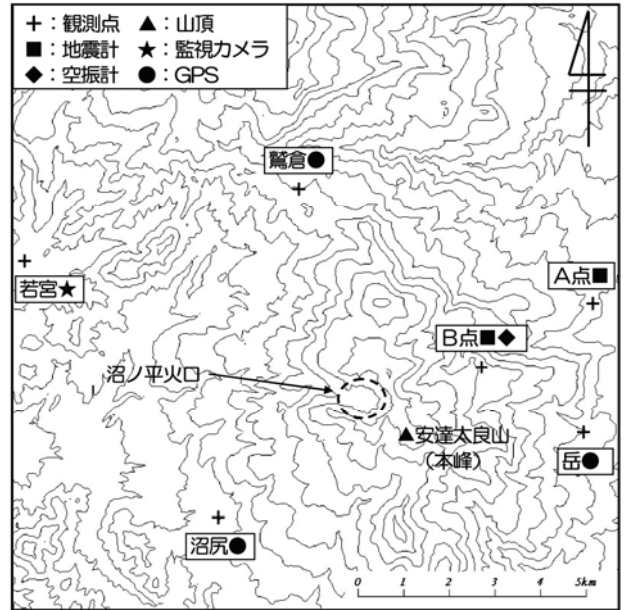 +：観測点 ▲：山頂
■：地震計 ★：監視カメラ
◆：空振計 ●：GPS
鷲倉●
若宮★
A点■
B点■◆
沼ノ平火口
▲安達太良山
（本峰）
岳●
沼尻●
0 1 2 3 4 5km